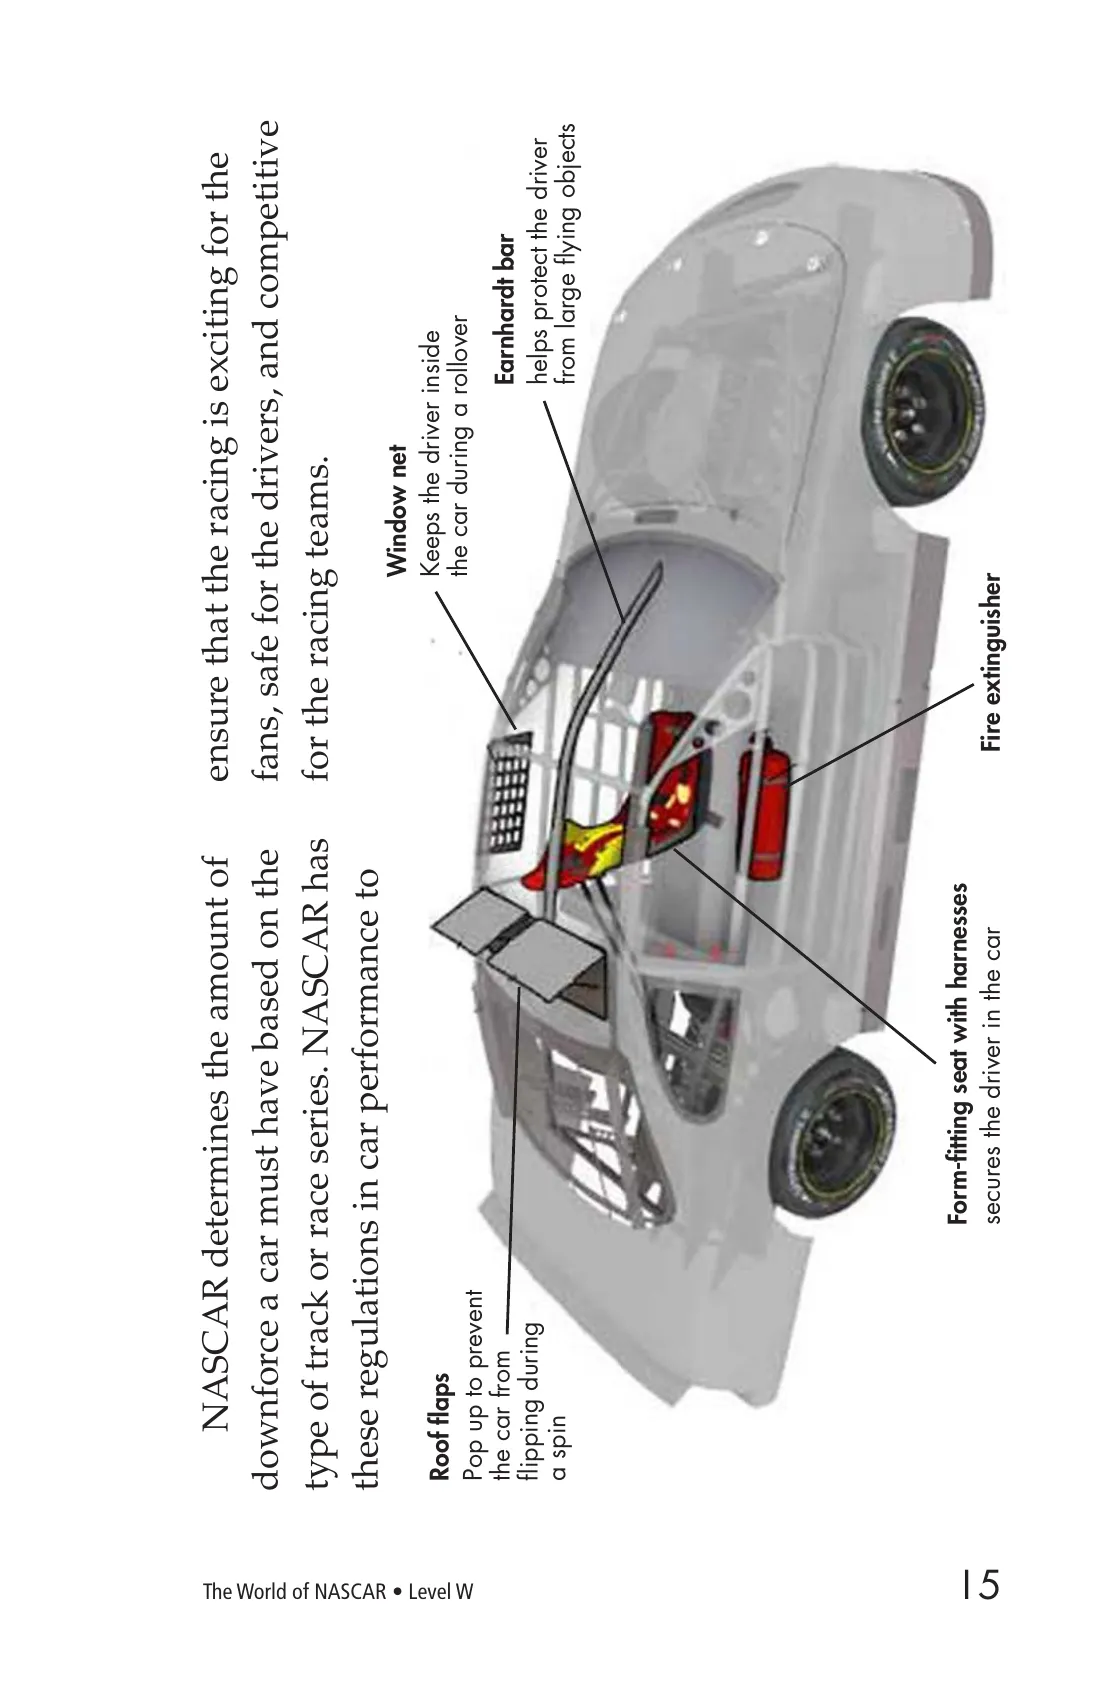 NASCAR determines the amount of
downforce a car must have based on the
type of track or race series. NASCAR has
these regulations in car performance to
ensure that the racing is exciting for the
fans, safe for the drivers, and competitive
for the racing teams.
Roof flaps
Pop up to prevent
the car from
flipping during
a spin
Window net
Keeps the driver inside
the car during a rollover
Earnhardt bar
helps protect the driver
from large flying objects
Form-fitting seat with harnesses
secures the driver in the car
Fire extinguisher
The World of NASCAR • Level W
15